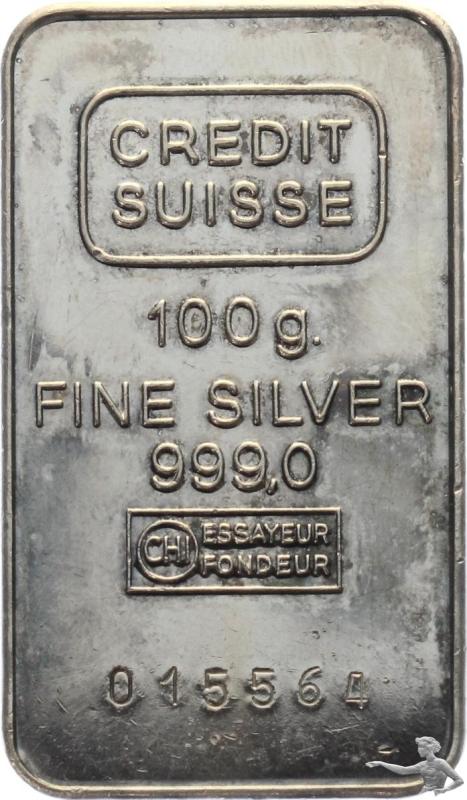 CREDIT
SUISSE
100g.
FINE SILVER
999,0
CHI ESSAYEUR
FONDEUR
015564